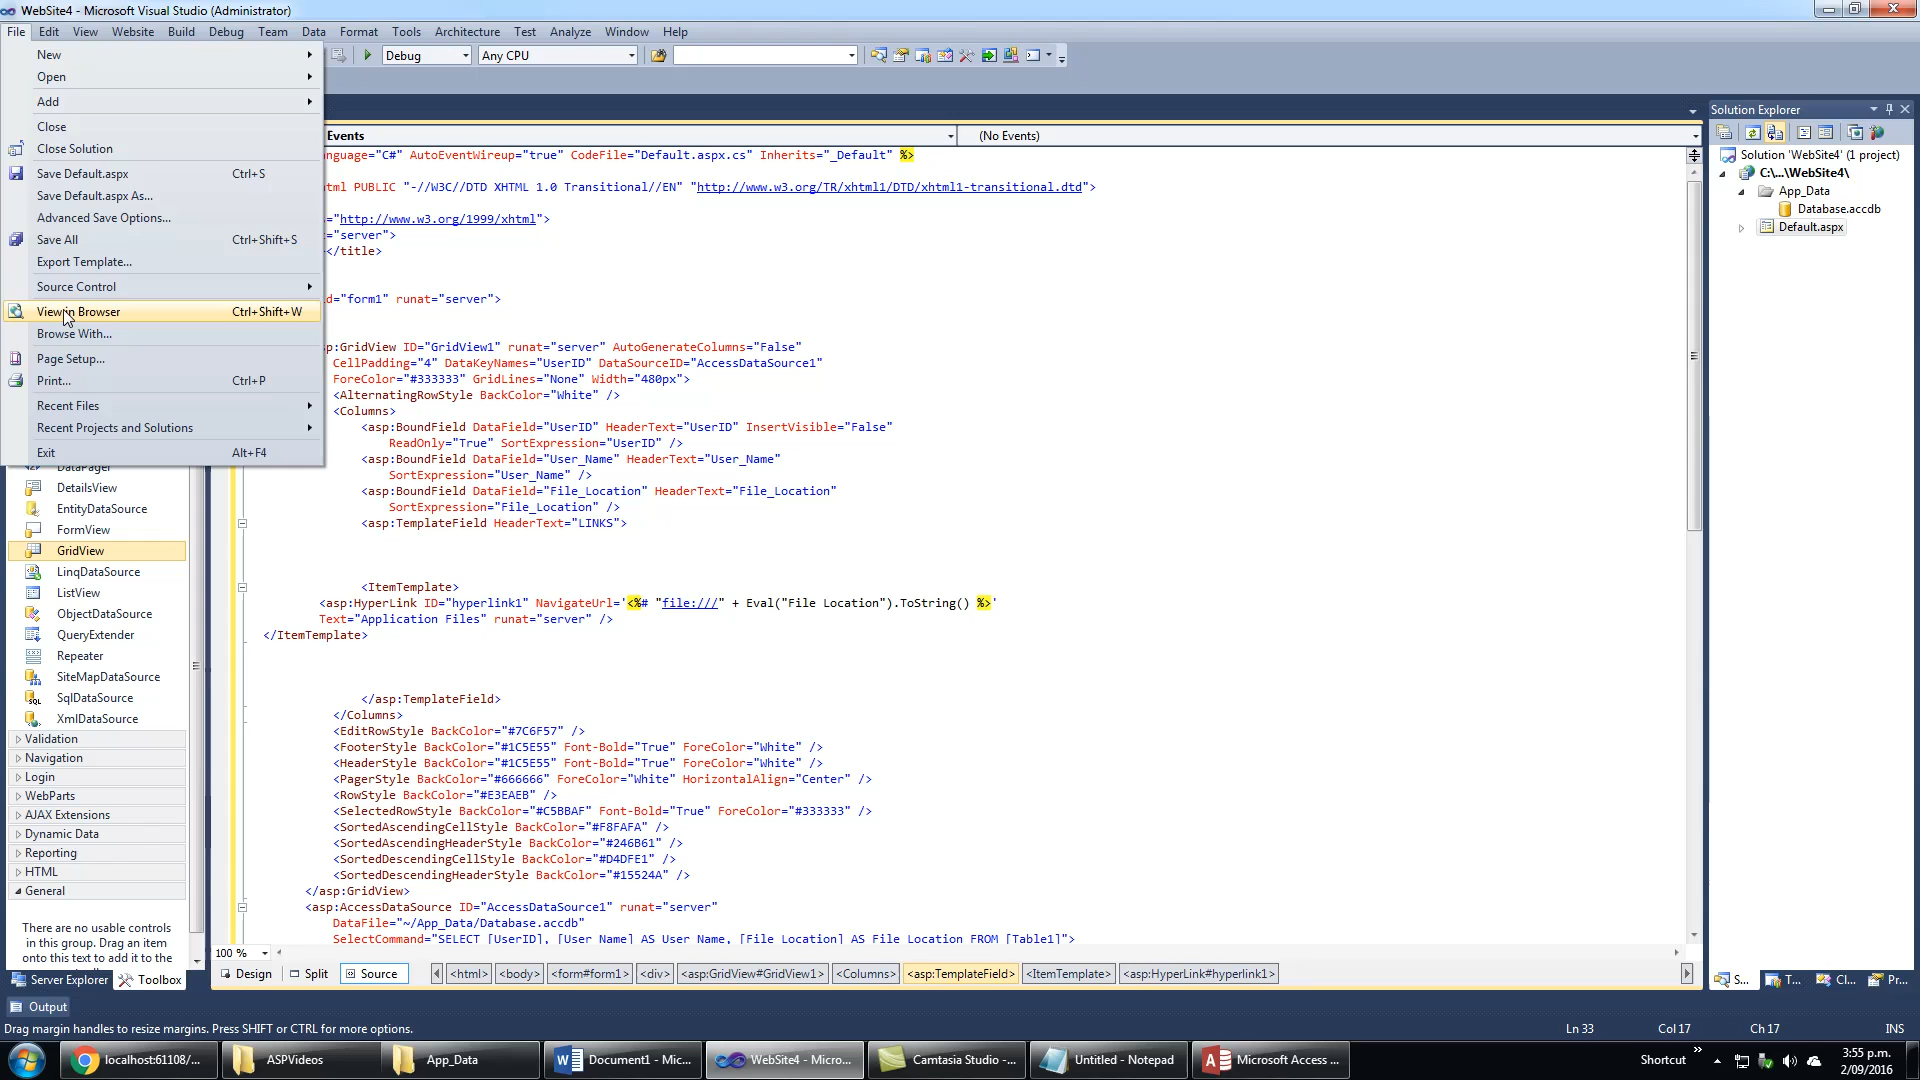 WebSite4 - Microsoft Visual Studio (Administrator)
File Edit View Website Build Debug Team Data Format Tools Architecture Test Analyze Window Help
Debug Any CPU
New
Open
Add
Close
Close Solution
Save Default.aspx Ctrl+S
Save Default.aspx As...
Advanced Save Options...
Save All Ctrl+Shift+S
Export Template...
Source Control
View in Browser Ctrl+Shift+W
Browse With...
Page Setup...
Print... Ctrl+P
Recent Files
Recent Projects and Solutions
Exit Alt+F4
DataPager
DetailsView
EntityDataSource
FormView
GridView
LinqDataSource
ListView
ObjectDataSource
QueryExtender
Repeater
SiteMapDataSource
SqlDataSource
XmlDataSource
Validation
Navigation
Login
WebParts
AJAX Extensions
Dynamic Data
Reporting
HTML
General
There are no usable controls
in this group. Drag an item
onto this text to add it to the
Server Explorer Toolbox
Events (No Events)
nguage="C#" AutoEventWireup="true" CodeFile="Default.aspx.cs" Inherits="_Default" %>
tml PUBLIC "-//W3C//DTD XHTML 1.0 Transitional//EN" "http://www.w3.org/TR/xhtml1/DTD/xhtml1-transitional.dtd">
="http://www.w3.org/1999/xhtml">
="server">
</title>
d="form1" runat="server">
p:GridView ID="GridView1" runat="server" AutoGenerateColumns="False"
CellPadding="4" DataKeyNames="UserID" DataSourceID="AccessDataSource1"
ForeColor="#333333" GridLines="None" Width="480px">
<AlternatingRowStyle BackColor="White" />
<Columns>
<asp:BoundField DataField="UserID" HeaderText="UserID" InsertVisible="False"
ReadOnly="True" SortExpression="UserID" />
<asp:BoundField DataField="User_Name" HeaderText="User_Name"
SortExpression="User_Name" />
<asp:BoundField DataField="File_Location" HeaderText="File_Location"
SortExpression="File_Location" />
<asp:TemplateField HeaderText="LINKS">
<ItemTemplate>
<asp:HyperLink ID="hyperlink1" NavigateUrl='<%# "file:///" + Eval("File Location").ToString() %>'
Text="Application Files" runat="server" />
</ItemTemplate>
</asp:TemplateField>
</Columns>
<EditRowStyle BackColor="#7C6F57" />
<FooterStyle BackColor="#1C5E55" Font-Bold="True" ForeColor="White" />
<HeaderStyle BackColor="#1C5E55" Font-Bold="True" ForeColor="White" />
<PagerStyle BackColor="#666666" ForeColor="White" HorizontalAlign="Center" />
<RowStyle BackColor="#E3EAEB" />
<SelectedRowStyle BackColor="#C5BBAF" Font-Bold="True" ForeColor="#333333" />
<SortedAscendingCellStyle BackColor="#F8FAFA" />
<SortedAscendingHeaderStyle BackColor="#246B61" />
<SortedDescendingCellStyle BackColor="#D4DFE1" />
<SortedDescendingHeaderStyle BackColor="#15524A" />
</asp:GridView>
<asp:AccessDataSource ID="AccessDataSource1" runat="server"
DataFile="~/App_Data/Database.accdb"
SelectCommand="SELECT [UserID], [User Name] AS User_Name, [File Location] AS File_Location FROM [Table1]">
100 %
Design Split Source <html> <body> <form#form1> <div> <asp:GridView#GridView1> <Columns> <asp:TemplateField> <ItemTemplate> <asp:HyperLink#hyperlink1>
Solution Explorer
Solution 'WebSite4' (1 project)
C:\...\WebSite4\
App_Data
Database.accdb
Default.aspx
S... T... Cl... Pr...
Output
Drag margin handles to resize margins. Press SHIFT or CTRL for more options. Ln 33 Col 17 Ch 17 INS
localhost:61108/... ASPVideos App_Data Document1 - Mic... WebSite4 - Micro... Camtasia Studio -... Untitled - Notepad Microsoft Access ... Shortcut 3:55 p.m.
2/09/2016